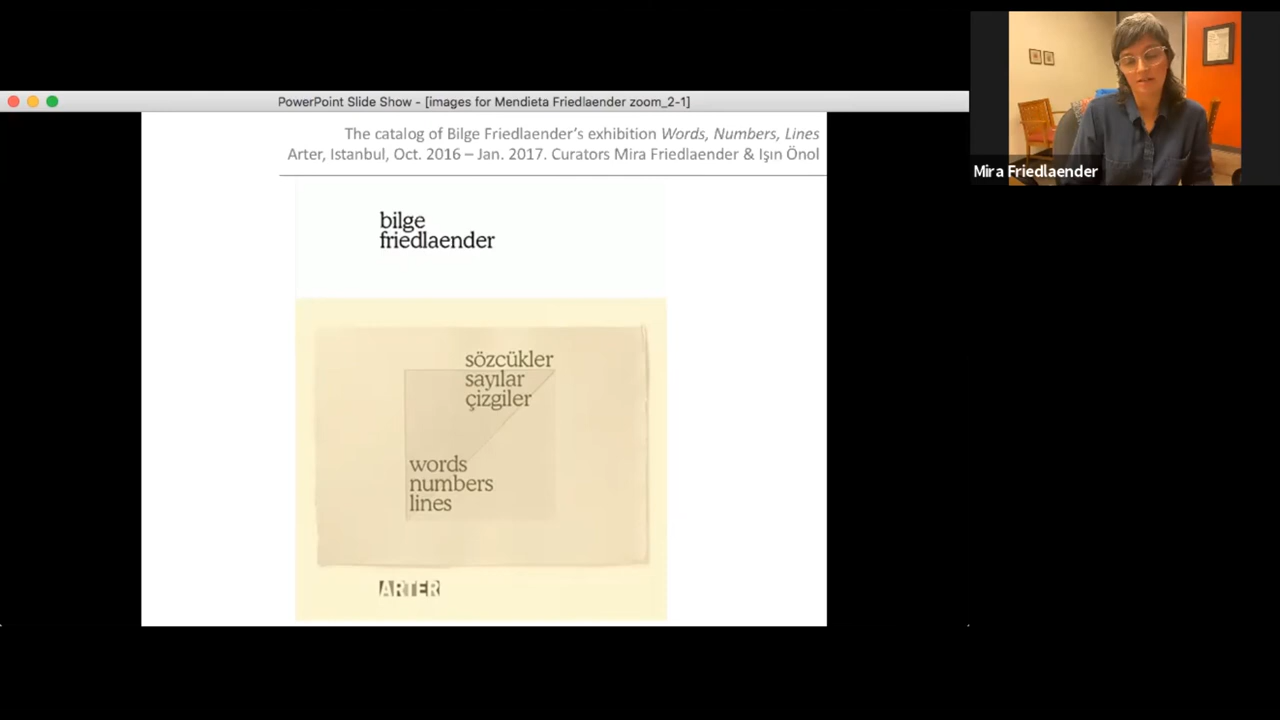 PowerPoint Slide Show - [images for Mendieta Friedlaender zoom_2-1]
The catalog of Bilge Friedlaender's exhibition Words, Numbers, Lines
Arter, Istanbul, Oct. 2016 – Jan. 2017. Curators Mira Friedlaender & Işın Önol
bilge
friedlaender
sözcükler
sayılar
çizgiler
words
numbers
lines
ARTER
Mira Friedlaender